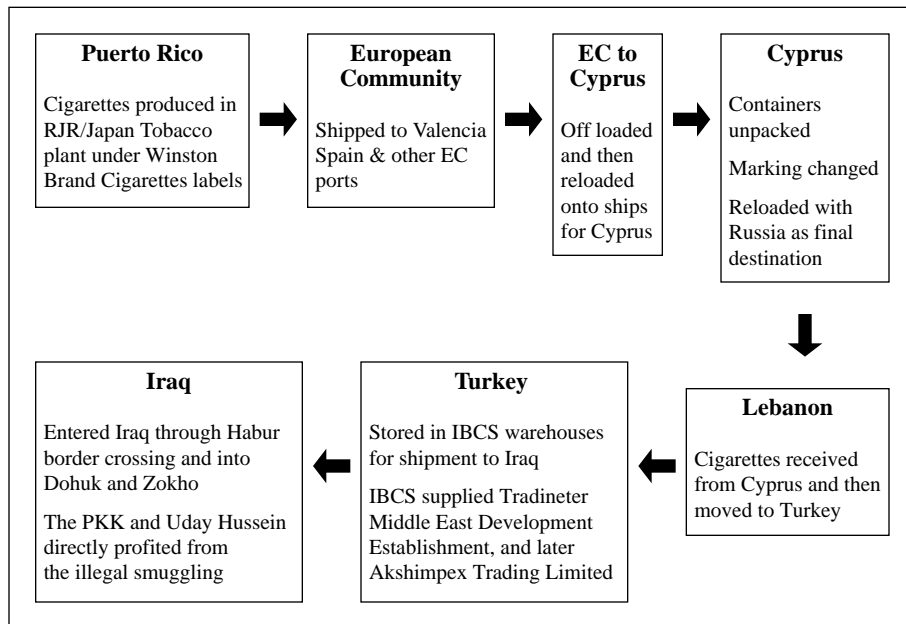 Puerto Rico
Cigarettes produced in
RJR/Japan Tobacco
plant under Winston
Brand Cigarettes labels
European
Community
Shipped to Valencia
Spain & other EC
ports
EC to
Cyprus
Off loaded
and then
reloaded
onto ships
for Cyprus
Cyprus
Containers
unpacked
Marking changed
Reloaded with
Russia as final
destination
Lebanon
Cigarettes received
from Cyprus and then
moved to Turkey
Turkey
Stored in IBCS warehouses
for shipment to Iraq
IBCS supplied Tradineter
Middle East Development
Establishment, and later
Akshimpex Trading Limited
Iraq
Entered Iraq through Habur
border crossing and into
Dohuk and Zokho
The PKK and Uday Hussein
directly profited from
the illegal smuggling